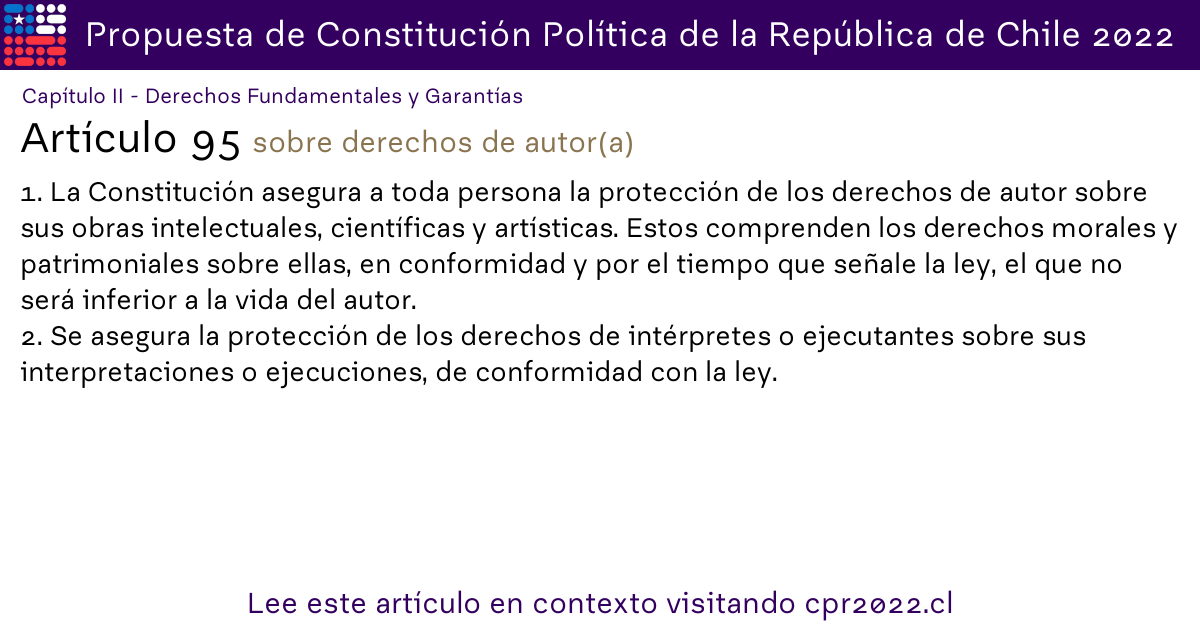 Propuesta de Constitución Política de la República de Chile 2022
Capítulo II - Derechos Fundamentales y Garantías
Artículo 95 sobre derechos de autor(a)
1. La Constitución asegura a toda persona la protección de los derechos de autor sobre
sus obras intelectuales, científicas y artísticas. Estos comprenden los derechos morales y
patrimoniales sobre ellas, en conformidad y por el tiempo que señale la ley, el que no
será inferior a la vida del autor.
2. Se asegura la protección de los derechos de intérpretes o ejecutantes sobre sus
interpretaciones o ejecuciones, de conformidad con la ley.
Lee este artículo en contexto visitando cpr2022.cl